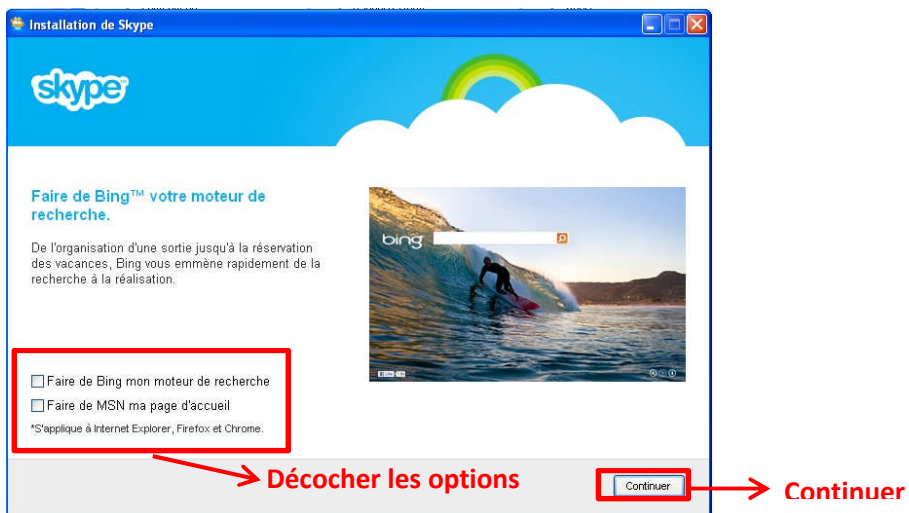 Installation de Skype
skype
Faire de Bing™ votre moteur de
recherche.
De l'organisation d'une sortie jusqu'à la réservation
des vacances, Bing vous emmène rapidement de la
recherche à la réalisation.
bing
Faire de Bing mon moteur de recherche
Faire de MSN ma page d'accueil
*S'applique à Internet Explorer, Firefox et Chrome.
Décocher les options
Continuer
Continuer